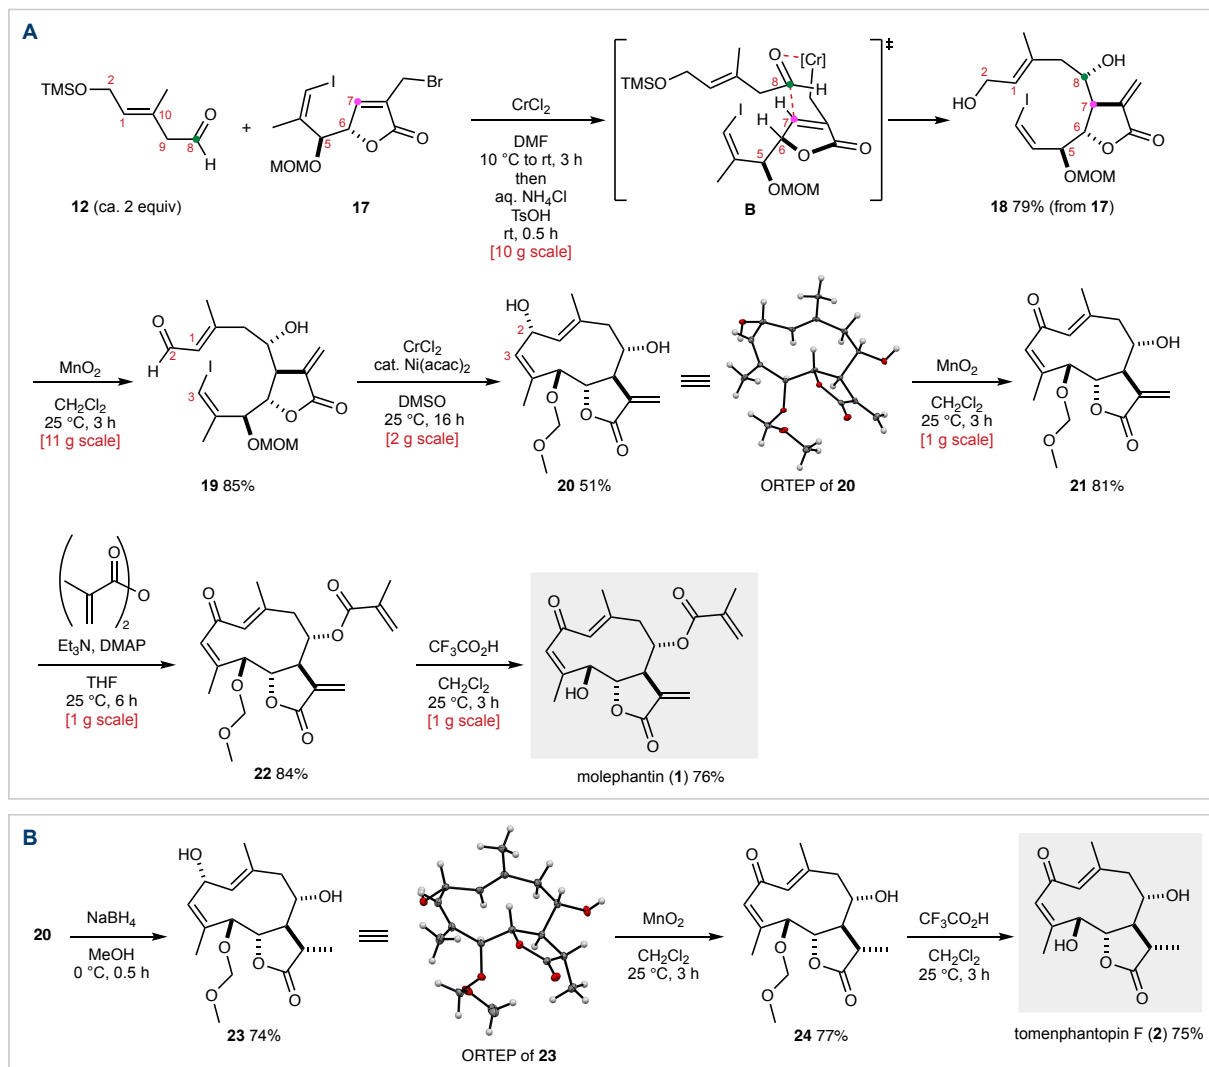 A
TMSO
2
1
10
9
O
8
H
+
I
Br
7
6
5
O
O
MOMO
CrCl2
DMF
10 °C to rt, 3 h
then
aq. NH4Cl
TsOH
rt, 0.5 h
[10 g scale]
TMSO
O
[Cr]
8
H
I
H
7
H
6
5
O
O
OMOM
‡
2
HO
1
OH
8
7
6
5
I
O
O
OMOM
12 (ca. 2 equiv)
17
B
18 79% (from 17)
MnO2
CH2Cl2
25 °C, 3 h
[11 g scale]
O
2
H
1
OH
I
3
O
O
OMOM
CrCl2
cat. Ni(acac)2
DMSO
25 °C, 16 h
[2 g scale]
HO
2
3
OH
O
O
O
O
MnO2
CH2Cl2
25 °C, 3 h
[1 g scale]
O
OH
O
O
O
O
19 85%
20 51%
ORTEP of 20
21 81%
O
O
2
Et3N, DMAP
THF
25 °C, 6 h
[1 g scale]
O
O
O
O
O
O
O
CF3CO2H
CH2Cl2
25 °C, 3 h
[1 g scale]
O
O
O
HO
O
O
22 84%
molephantin (1) 76%
B
20
NaBH4
MeOH
0 °C, 0.5 h
HO
OH
O
O
O
O
MnO2
CH2Cl2
25 °C, 3 h
O
OH
O
O
O
O
CF3CO2H
CH2Cl2
25 °C, 3 h
O
OH
HO
O
O
23 74%
ORTEP of 23
24 77%
tomenphantopin F (2) 75%